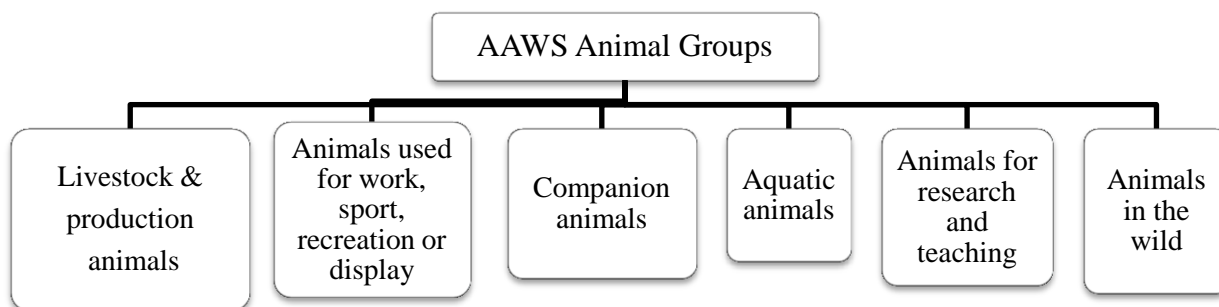 AAWS Animal Groups
Livestock &
production
animals
Animals used
for work,
sport,
recreation or
display
Companion
animals
Aquatic
animals
Animals for
research
and
teaching
Animals
in the
wild